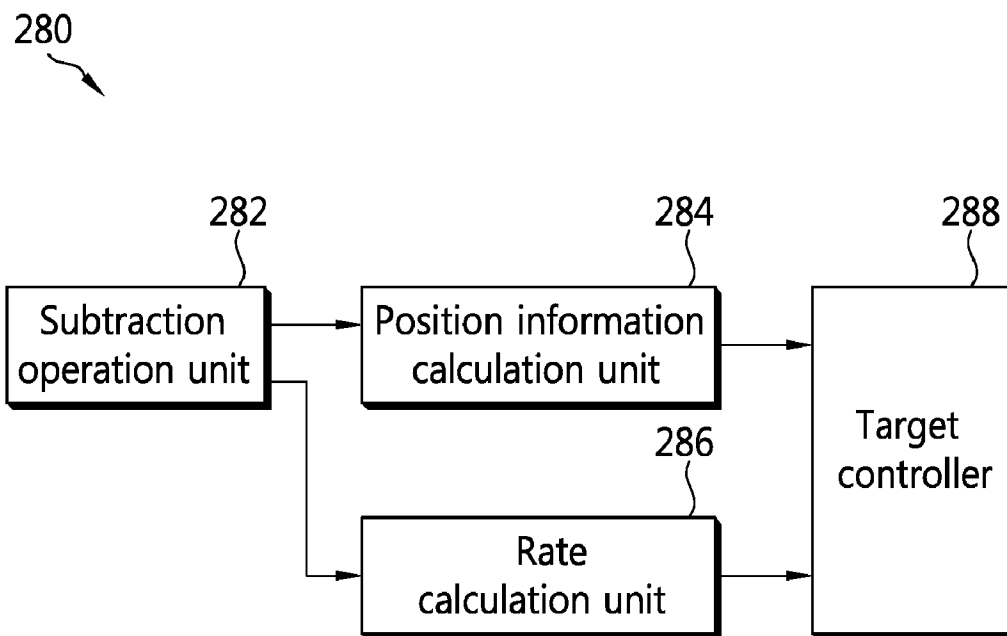 280
282
284
288
Subtraction
operation unit
Position information
calculation unit
Target
controller
286
Rate
calculation unit